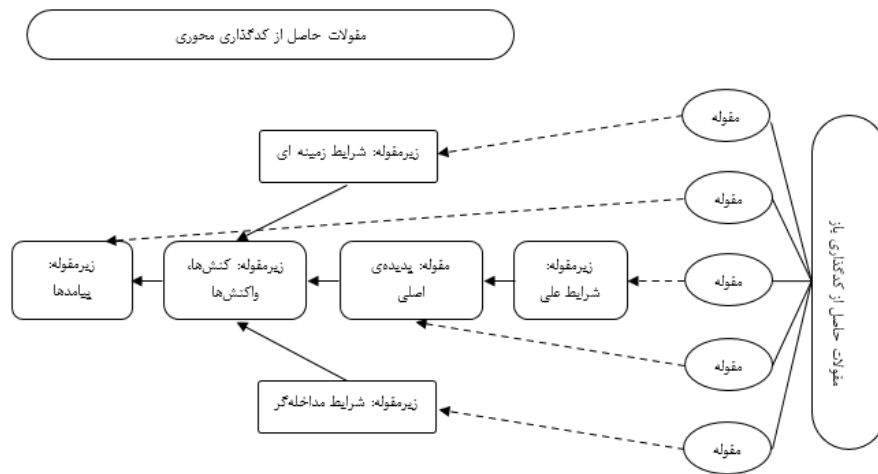 مقولات حاصل از کدگذاری محوری
مقوله
زیرمقوله: شرایط زمینه ای
مقوله
مقولات حاصل از کدگذاری باز
مقوله
زیرمقوله:
شرایط علی
مقوله: پدیده‌ی
اصلی
زیرمقوله: کنش‌ها،
واکنش‌ها
زیرمقوله:
پیامدها
مقوله
زیرمقوله: شرایط مداخله‌گر
مقوله